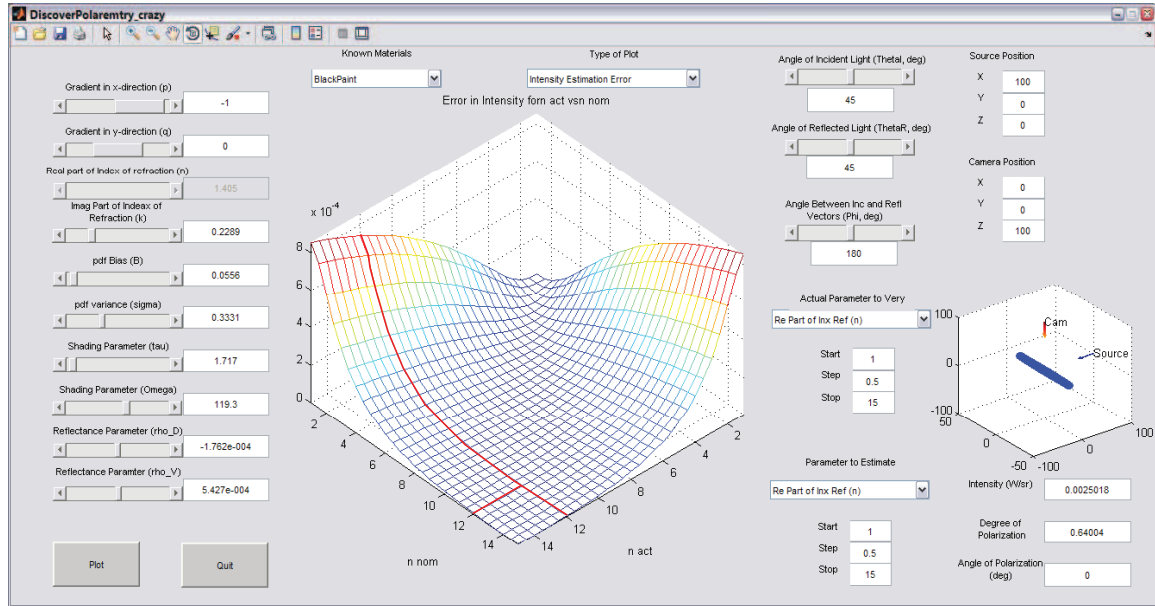 DiscoverPolaremtry_crazy
Known Materials
BlackPaint
Type of Plot
Intensity Estimation Error
Gradient in x-direction (p)
-1
Gradient in y-direction (q)
0
Real part of Index of refraction (n)
1.405
Imag Part of Indeax of
Refraction (k)
0.2289
pdf Bias (B)
0.0556
pdf variance (sigma)
0.3331
Shading Parameter (tau)
1.717
Shading Parameter (Omega)
119.3
Reflectance Parameter (rho_D)
-1.762e-004
Reflectance Paramter (rho_V)
5.427e-004
Plot
Quit
Error in Intensity forn act vsn nom
x 10-4
8
6
4
2
0
2
4
6
8
10
12
14
n nom
14
12
10
8
6
4
2
n act
Angle of Incident Light (ThetaI, deg)
45
Angle of Reflected Light (ThetaR, deg)
45
Angle Between Inc and Refl
Vectors (Phi, deg)
180
Source Position
X
100
Y
0
Z
0
Camera Position
X
0
Y
0
Z
100
Actual Parameter to Very
Re Part of Inx Ref (n)
Start
1
Step
0.5
Stop
15
Parameter to Estimate
Re Part of Inx Ref (n)
Start
1
Step
0.5
Stop
15
100
0
-100
50
0
-50
-100
0
100
Cam
Source
Intensity (W/sr)
0.0025018
Degree of
Polarization
0.64004
Angle of Polarization
(deg)
0